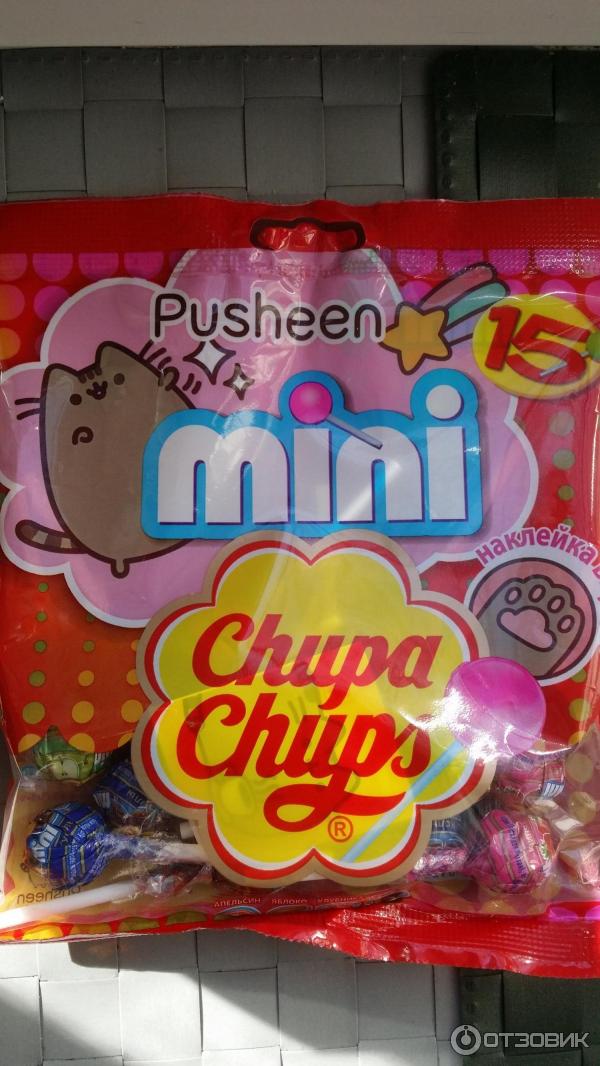 Pusheen
15
mini
наклейка
Chupa
Chups
®
апельсин яблоко
ОТЗОВИК